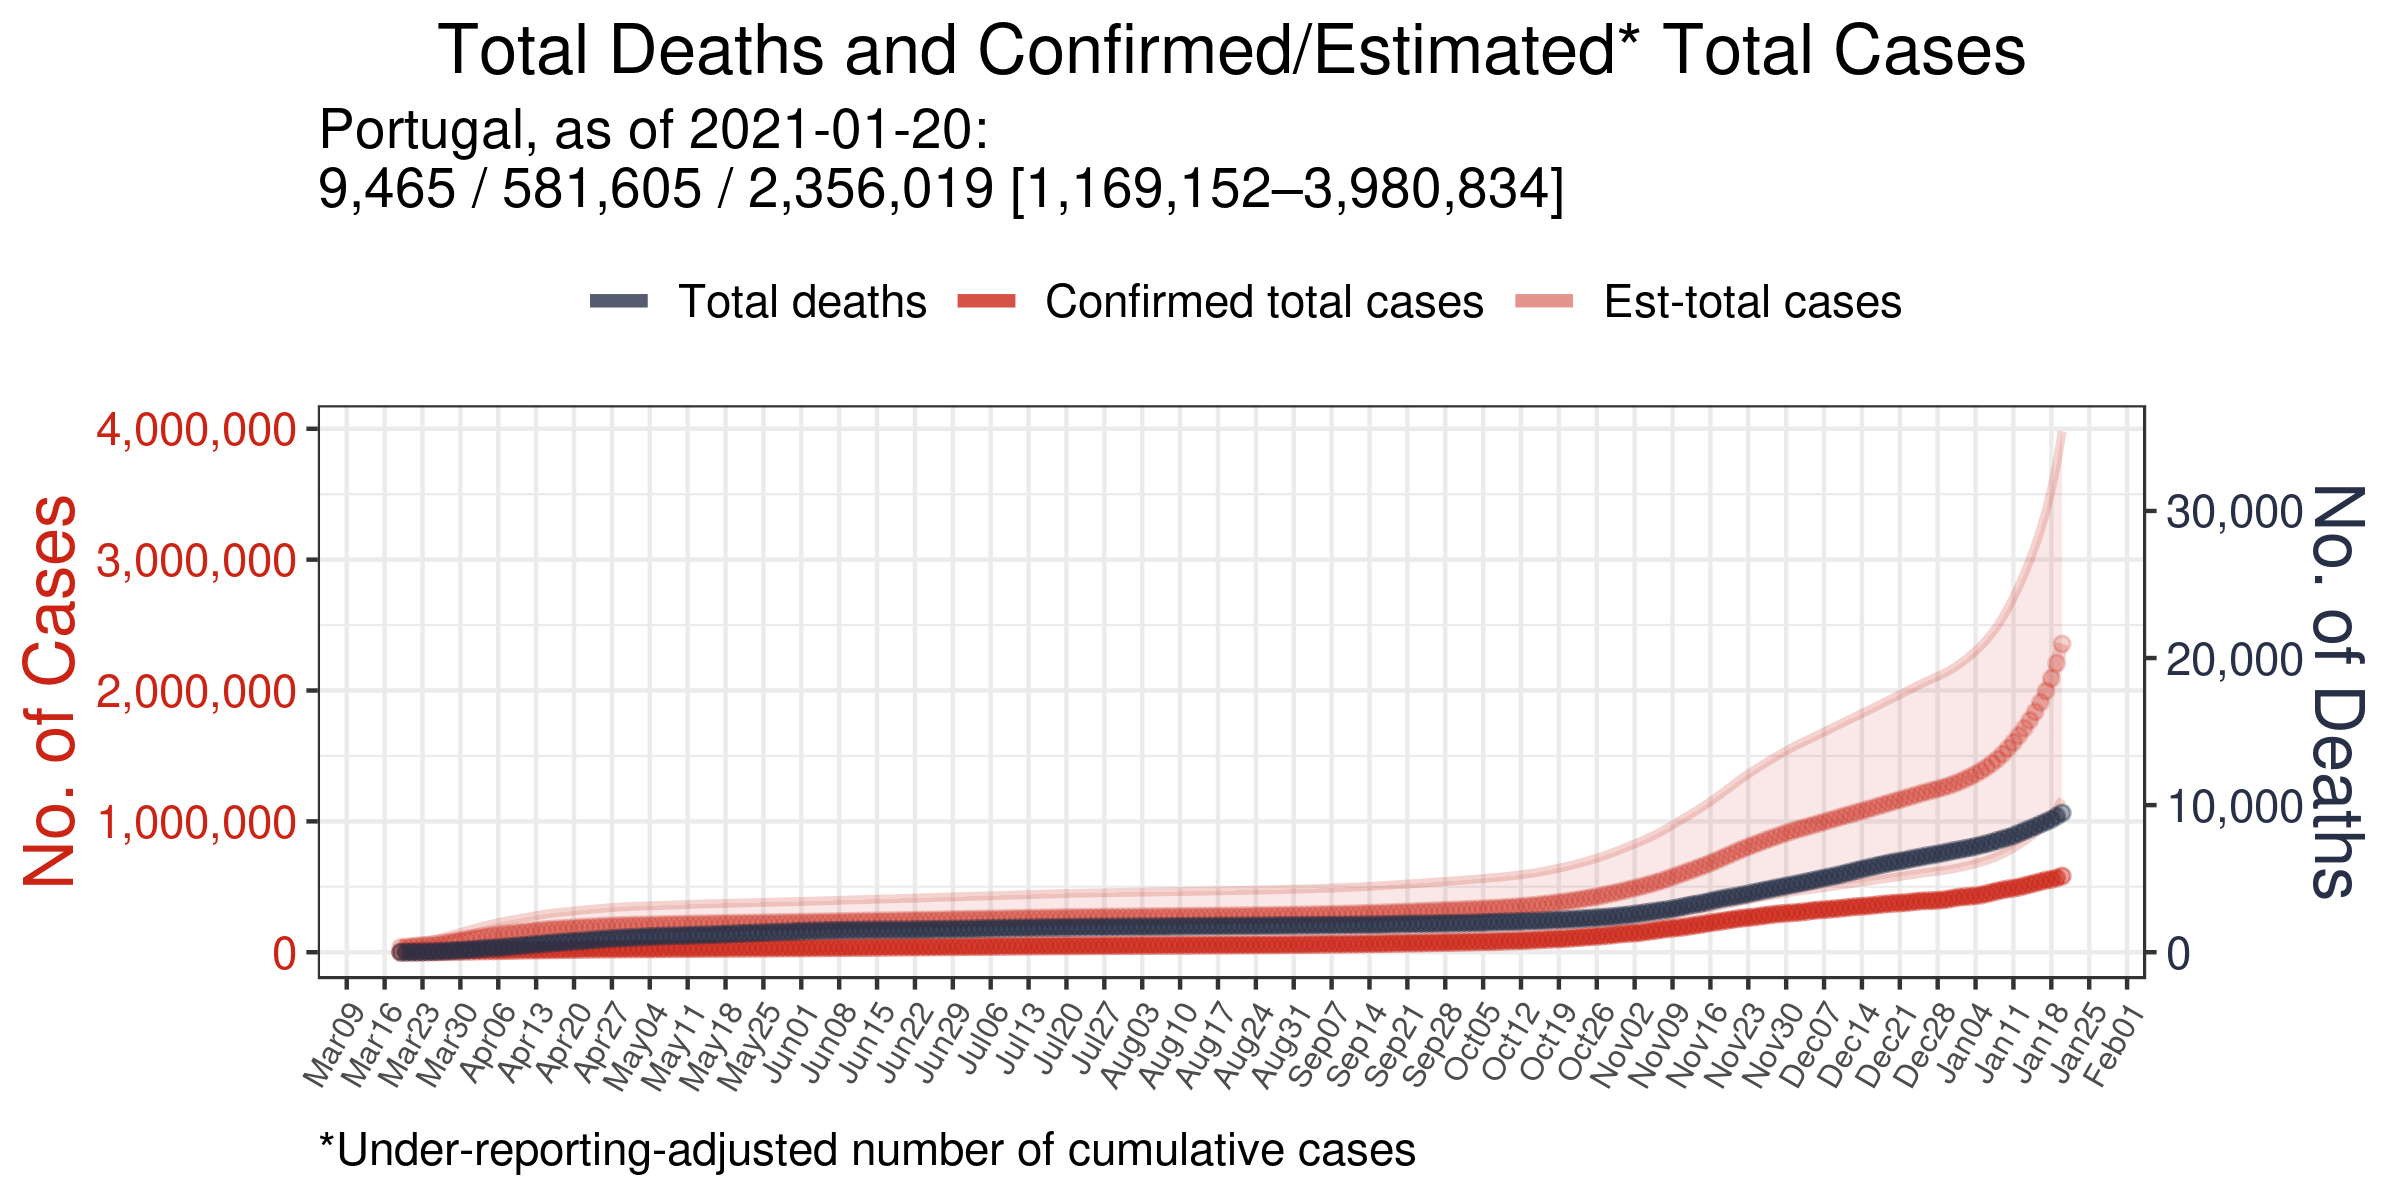 Total Deaths and Confirmed/Estimated* Total Cases
Portugal, as of 2021-01-20:
9,465 / 581,605 / 2,356,019 [1,169,152–3,980,834]
Total deaths
Confirmed total cases
Est-total cases
No. of Cases
4,000,000
3,000,000
2,000,000
1,000,000
0
30,000
20,000
10,000
0
No. of Deaths
Mar09
Mar16
Mar23
Mar30
Apr06
Apr13
Apr20
Apr27
May04
May11
May18
May25
Jun01
Jun08
Jun15
Jun22
Jun29
Jul06
Jul13
Jul20
Jul27
Aug03
Aug10
Aug17
Aug24
Aug31
Sep07
Sep14
Sep21
Sep28
Oct05
Oct12
Oct19
Oct26
Nov02
Nov09
Nov16
Nov23
Nov30
Dec07
Dec14
Dec21
Dec28
Jan04
Jan11
Jan18
Jan25
Feb01
*Under-reporting-adjusted number of cumulative cases